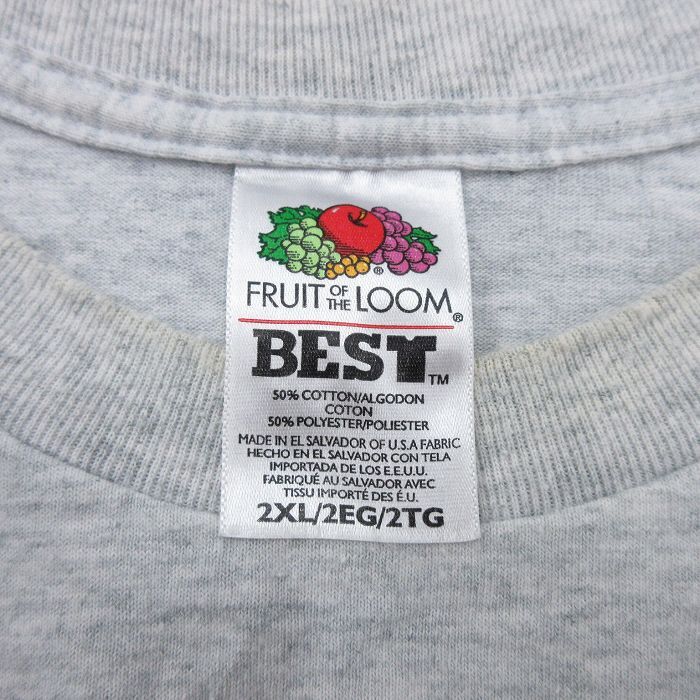 ®
FRUIT OF THE LOOM®
BEST™
50% COTTON/ALGODON
COTON
50% POLYESTER/POLIESTER
MADE IN EL SALVADOR OF U.S.A FABRIC
HECHO EN EL SALVADOR CON TELA
IMPORTADA DE LOS E.E.U.U.
FABRIQUÉ AU SALVADOR AVEC
TISSU IMPORTÉ DES É.U.
2XL/2EG/2TG